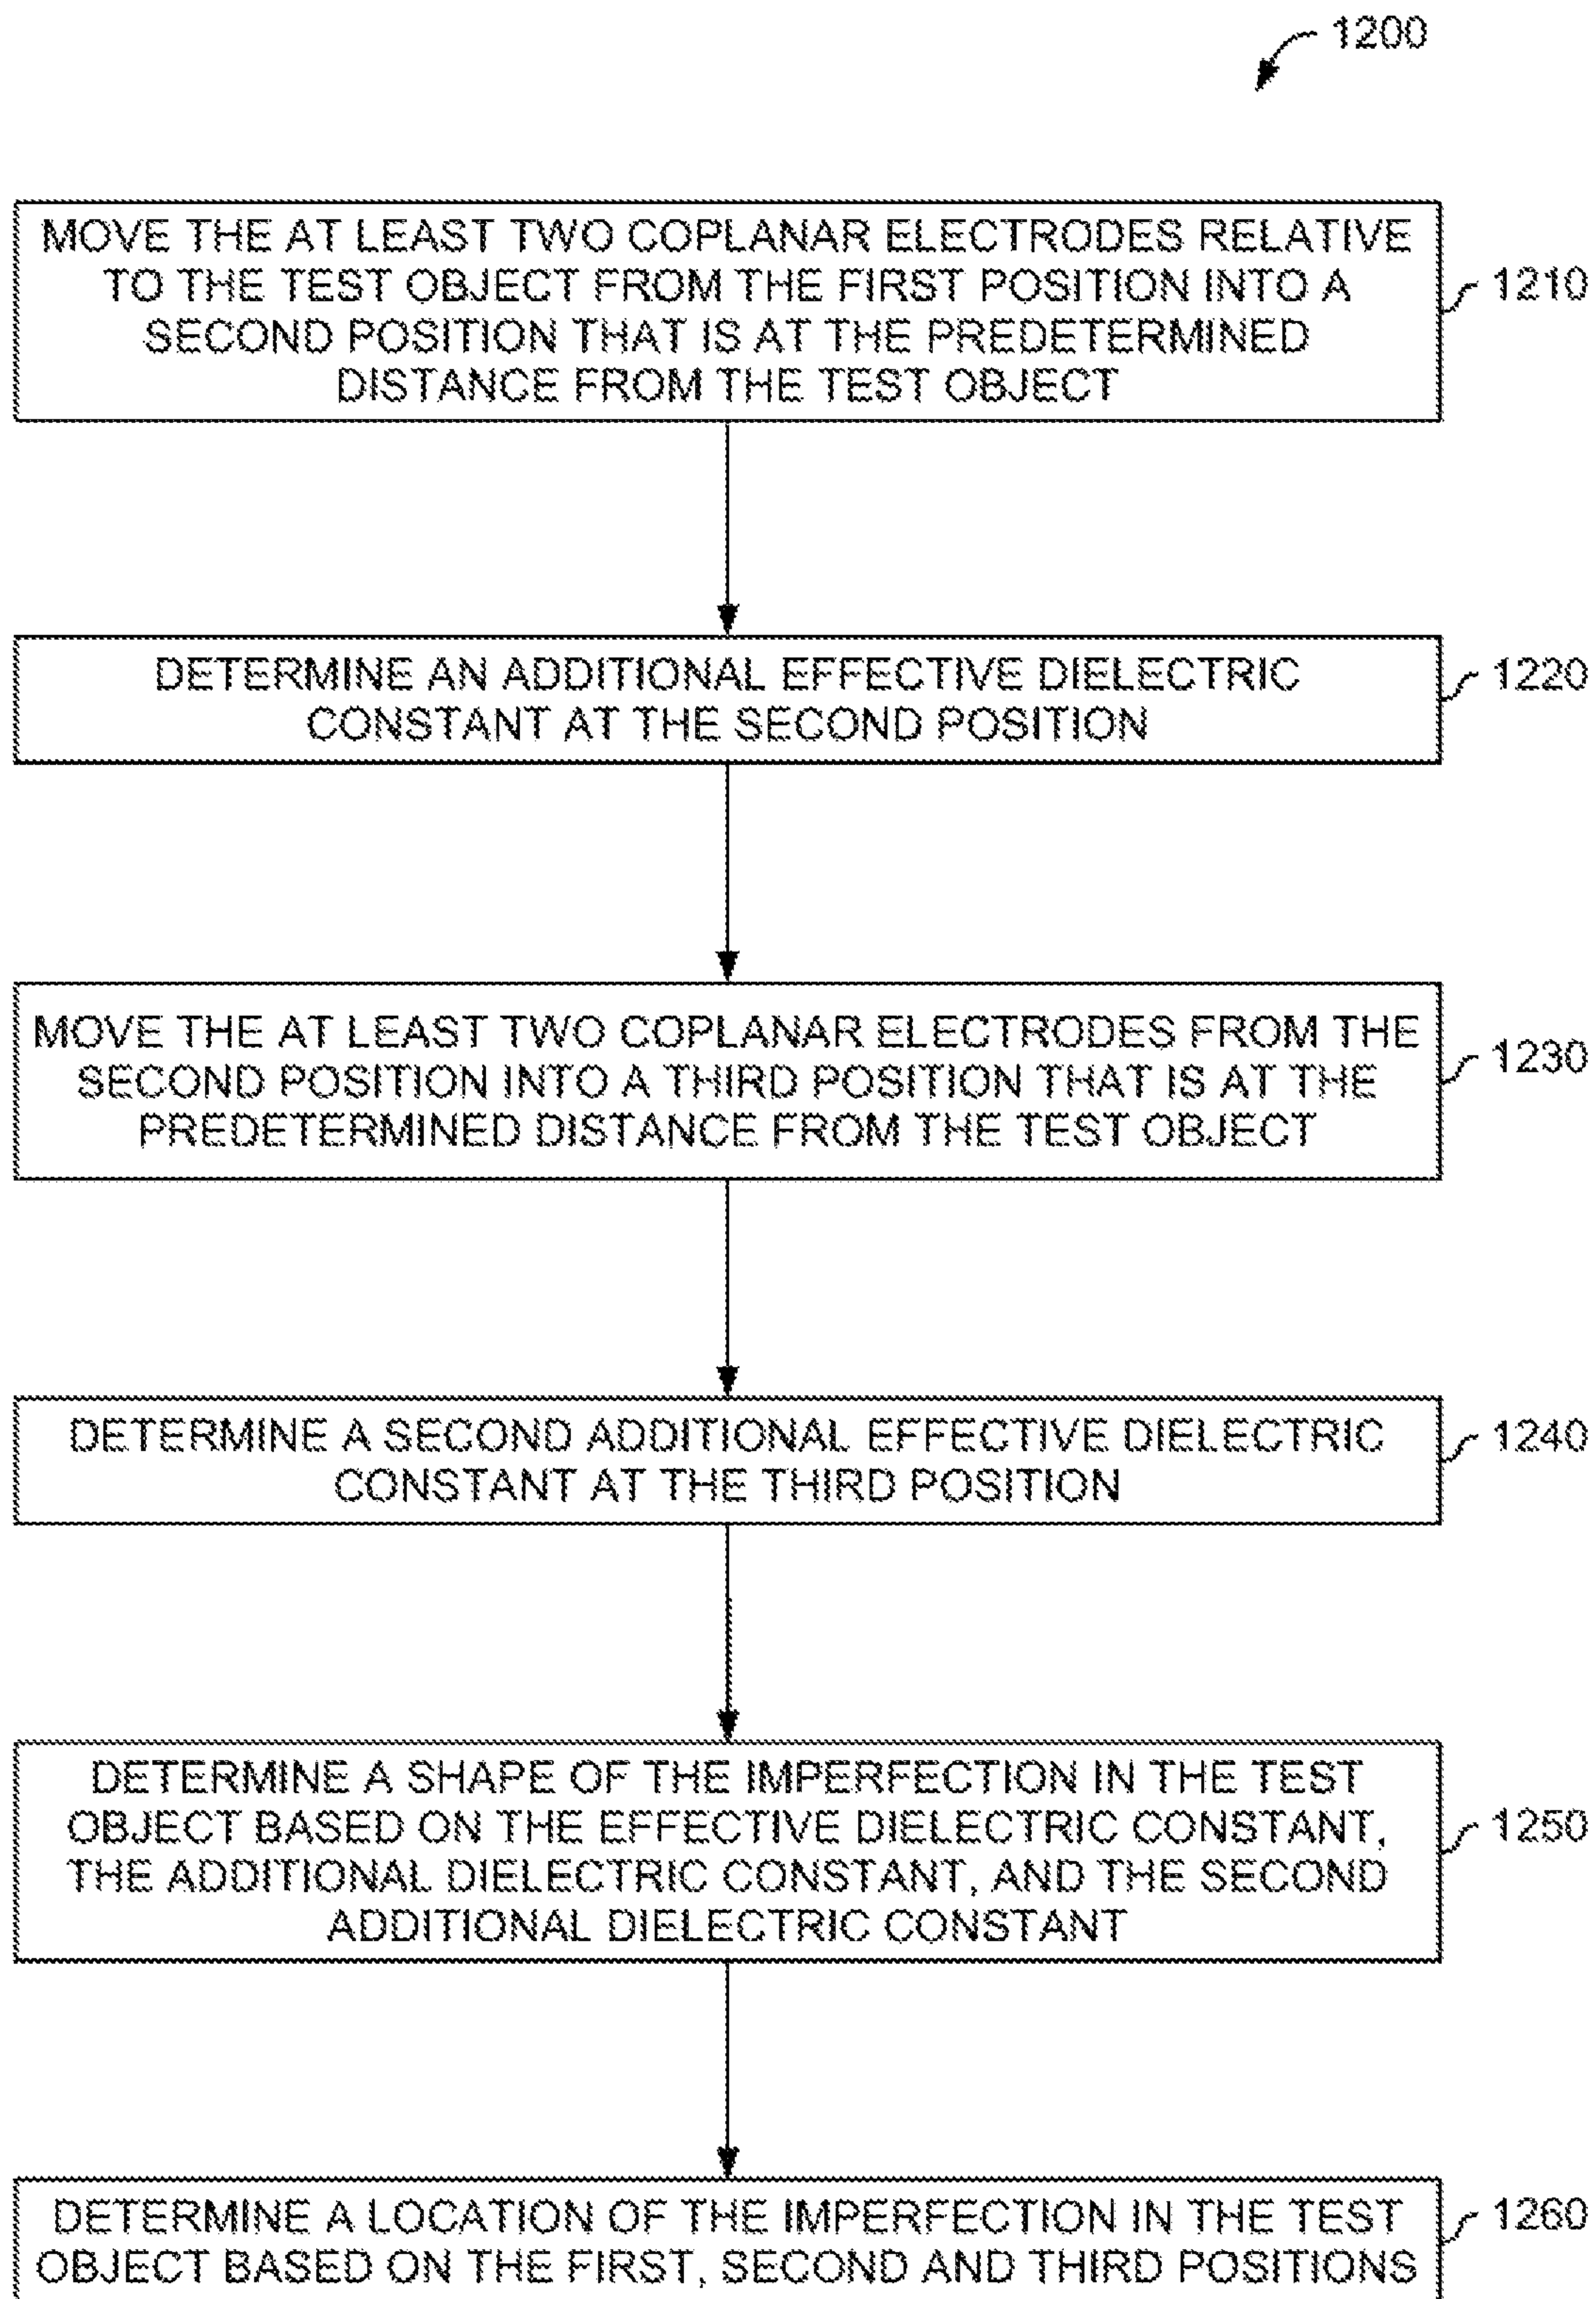 1200
MOVE THE AT LEAST TWO COPLANAR ELECTRODES RELATIVE
TO THE TEST OBJECT FROM THE FIRST POSITION INTO A
SECOND POSITION THAT IS AT THE PREDETERMINED
DISTANCE FROM THE TEST OBJECT
1210
DETERMINE AN ADDITIONAL EFFECTIVE DIELECTRIC
CONSTANT AT THE SECOND POSITION
1220
MOVE THE AT LEAST TWO COPLANAR ELECTRODES FROM THE
SECOND POSITION INTO A THIRD POSITION THAT IS AT THE
PREDETERMINED DISTANCE FROM THE TEST OBJECT
1230
DETERMINE A SECOND ADDITIONAL EFFECTIVE DIELECTRIC
CONSTANT AT THE THIRD POSITION
1240
DETERMINE A SHAPE OF THE IMPERFECTION IN THE TEST
OBJECT BASED ON THE EFFECTIVE DIELECTRIC CONSTANT,
THE ADDITIONAL DIELECTRIC CONSTANT, AND THE SECOND
ADDITIONAL DIELECTRIC CONSTANT
1250
DETERMINE A LOCATION OF THE IMPERFECTION IN THE TEST
OBJECT BASED ON THE FIRST, SECOND AND THIRD POSITIONS
1260